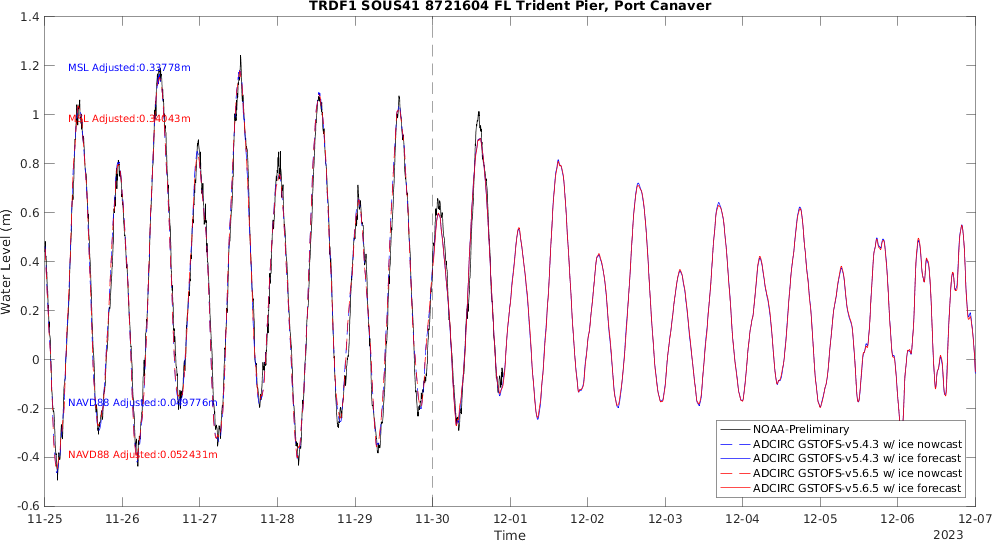 TRDF1 SOUS41 8721604 FL Trident Pier, Port Canaver
1.4
1.2
1
0.8
0.6
0.4
0.2
0
-0.2
-0.4
-0.6
Water Level (m)
MSL Adjusted:0.33778m
MSL Adjusted:0.34043m
NAVD88 Adjusted:0.049776m
NAVD88 Adjusted:0.052431m
NOAA-Preliminary
ADCIRC GSTOFS-v5.4.3 w/ ice nowcast
ADCIRC GSTOFS-v5.4.3 w/ ice forecast
ADCIRC GSTOFS-v5.6.5 w/ ice nowcast
ADCIRC GSTOFS-v5.6.5 w/ ice forecast
11-25 11-26 11-27 11-28 11-29 11-30 12-01 12-02 12-03 12-04 12-05 12-06 12-07
Time
2023